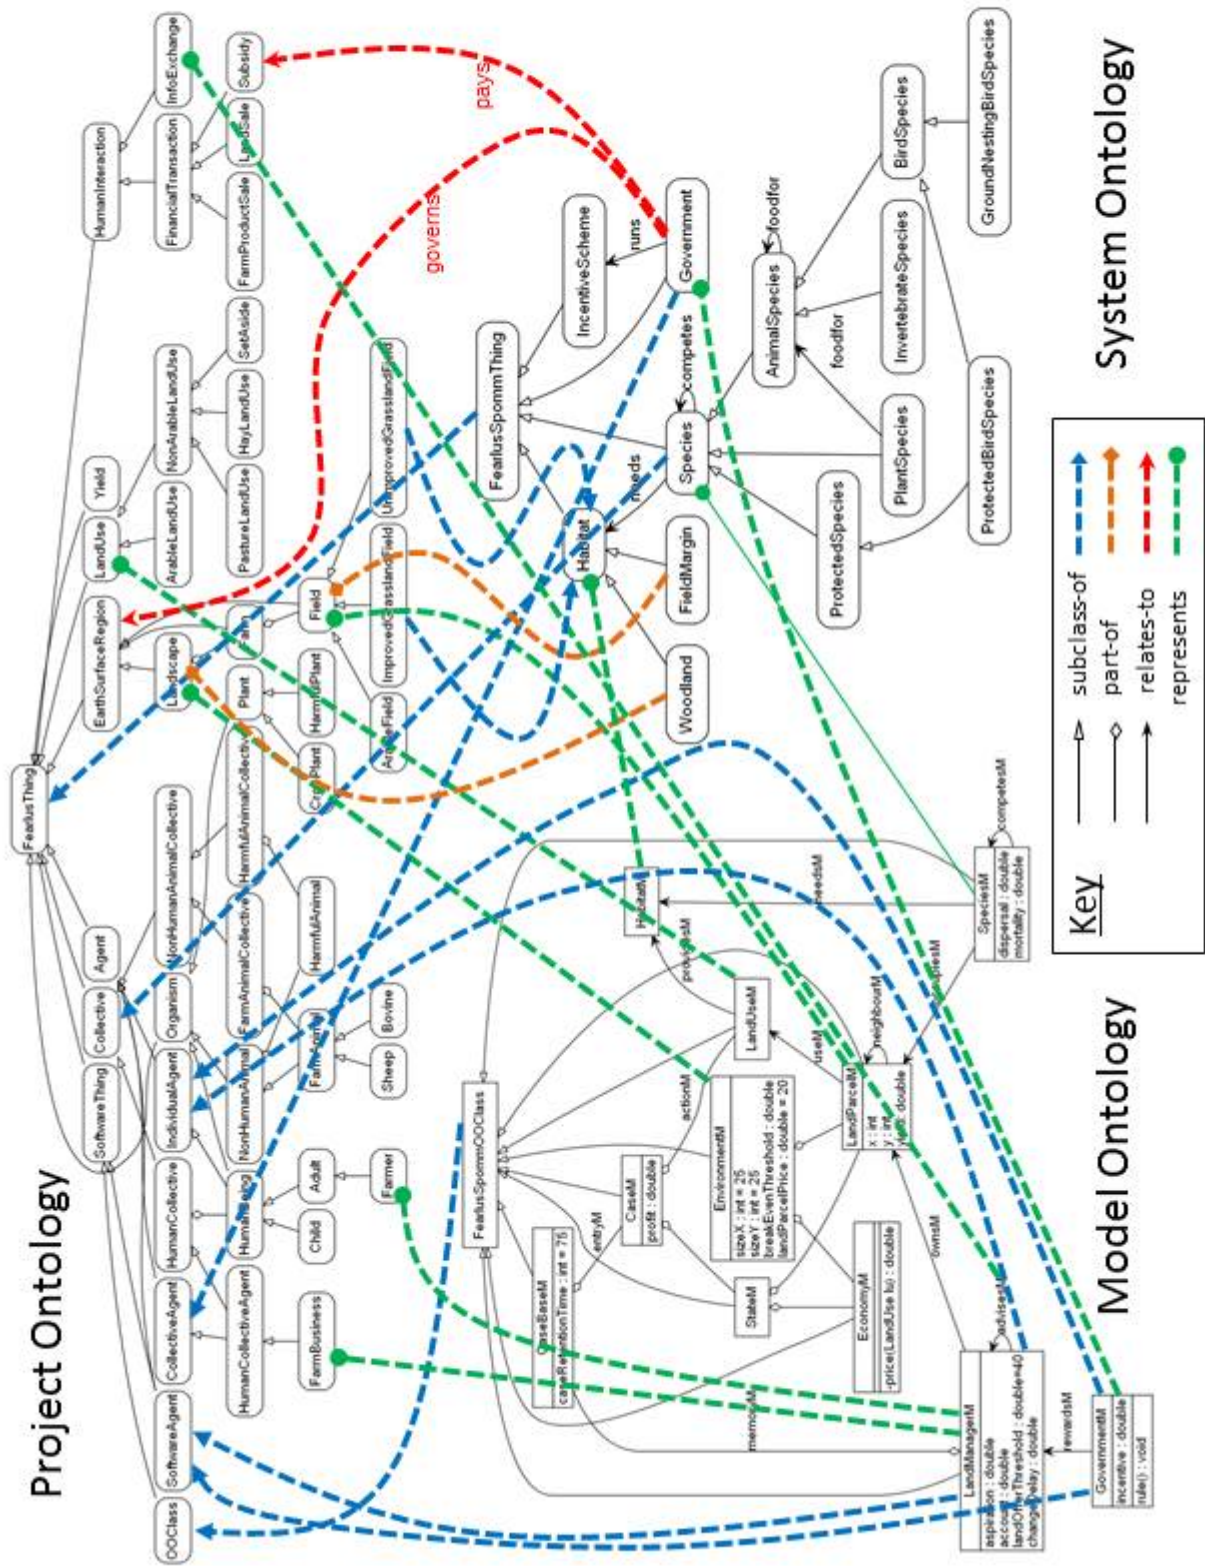 Project Ontology
FearlusThing
SoftwareThing
Collective
Agent
EarthSurfaceRegion
LandUse
Yield
HumanInteraction
OOClass
SoftwareAgent
CollectiveAgent
HumanCollective
IndividualAgent
Organism
NonHumanAnimalCollective
Landscape
ArableLandUse
NonArableLandUse
FinancialTransaction
InfoExchange
HumanCollectiveAgent
HumanBeing
NonHumanAnimal
FarmAnimalCollective
HarmfulAnimalCollective
Plant
Farm
PastureLandUse
HayLandUse
SetAside
FarmProductSale
LandSale
Subsidy
FarmBusiness
Child
Adult
FarmAnimal
HarmfulAnimal
CropPlant
HarmfulPlant
Field
Farmer
Sheep
Bovine
ArableField
ImprovedGrasslandField
UnimprovedGrasslandField
governs
pays
FearlusSpommOOClass
FearlusSpommThing
IncentiveScheme
runs
Government
Habitat
needs
Species
competes
Woodland
FieldMargin
AnimalSpecies
foodfor
foodfor
ProtectedSpecies
PlantSpecies
InvertebrateSpecies
BirdSpecies
ProtectedBirdSpecies
GroundNestingBirdSpecies
System Ontology
CaseBaseM
caseRetentionTime : int = 75
entryM
CaseM
profit : double
memoryM
actionM
HabitatM
providesM
needsM
EnvironmentM
sizeX : int = 25
sizeY : int = 25
breakEvenThreshold : double
landParcelPrice : double = 20
LandUseM
StateM
useM
EconomyM
-price(LandUse lu) : double
LandParcelM
x : int
y : int
yield : double
neighbourM
occupiesM
ownsM
SpeciesM
dispersal : double
mortality : double
competesM
LandManagerM
aspiration : double
account : double
landOfferThreshold : double=40
changeDelay : double
advisesM
rewardsM
GovernmentM
incentive : double
rule() : void
Model Ontology
Key
subclass-of
part-of
relates-to
represents